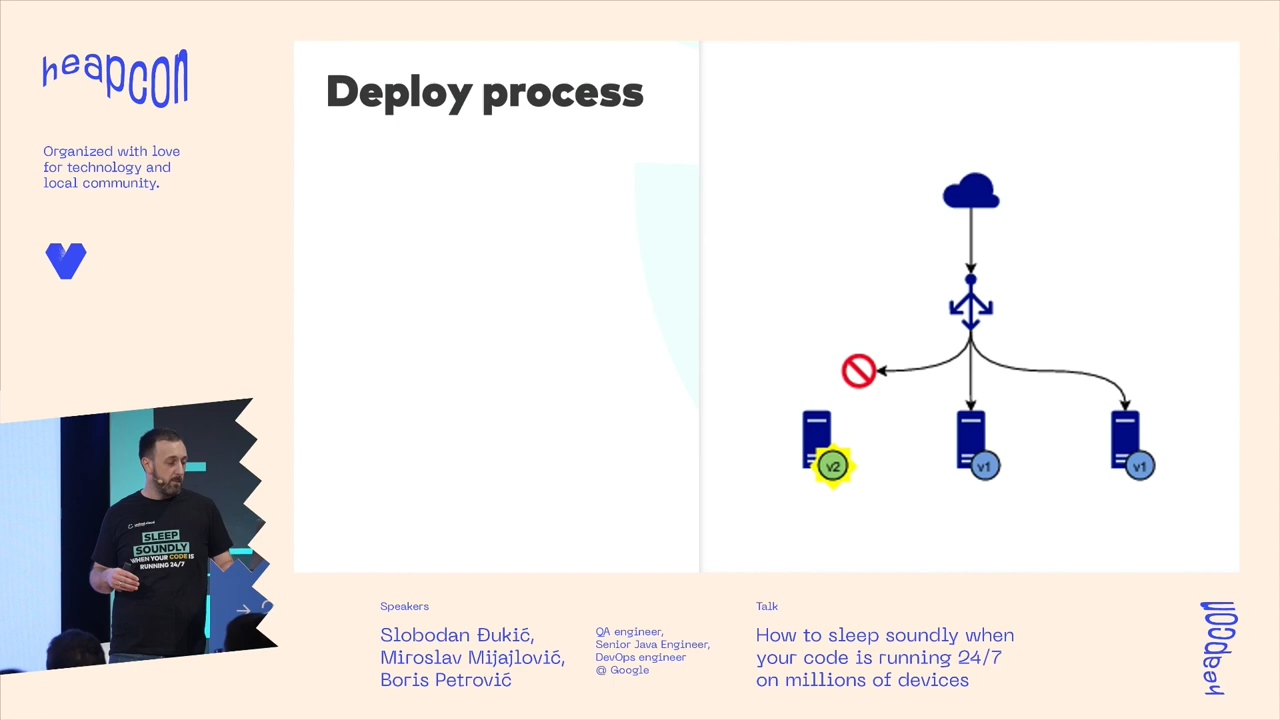 heapcon
Organized with love
for technology and
local community.
Deploy process
v2
v1
v1
SLEEP
SOUNDLY
WHEN YOUR CODE IS
RUNNING 24/7
Speakers
Slobodan Đukić,
Miroslav Mijajlović,
Boris Petrović
QA engineer,
Senior Java Engineer,
DevOps engineer
@ Google
Talk
How to sleep soundly when
your code is running 24/7
on millions of devices
heapcon